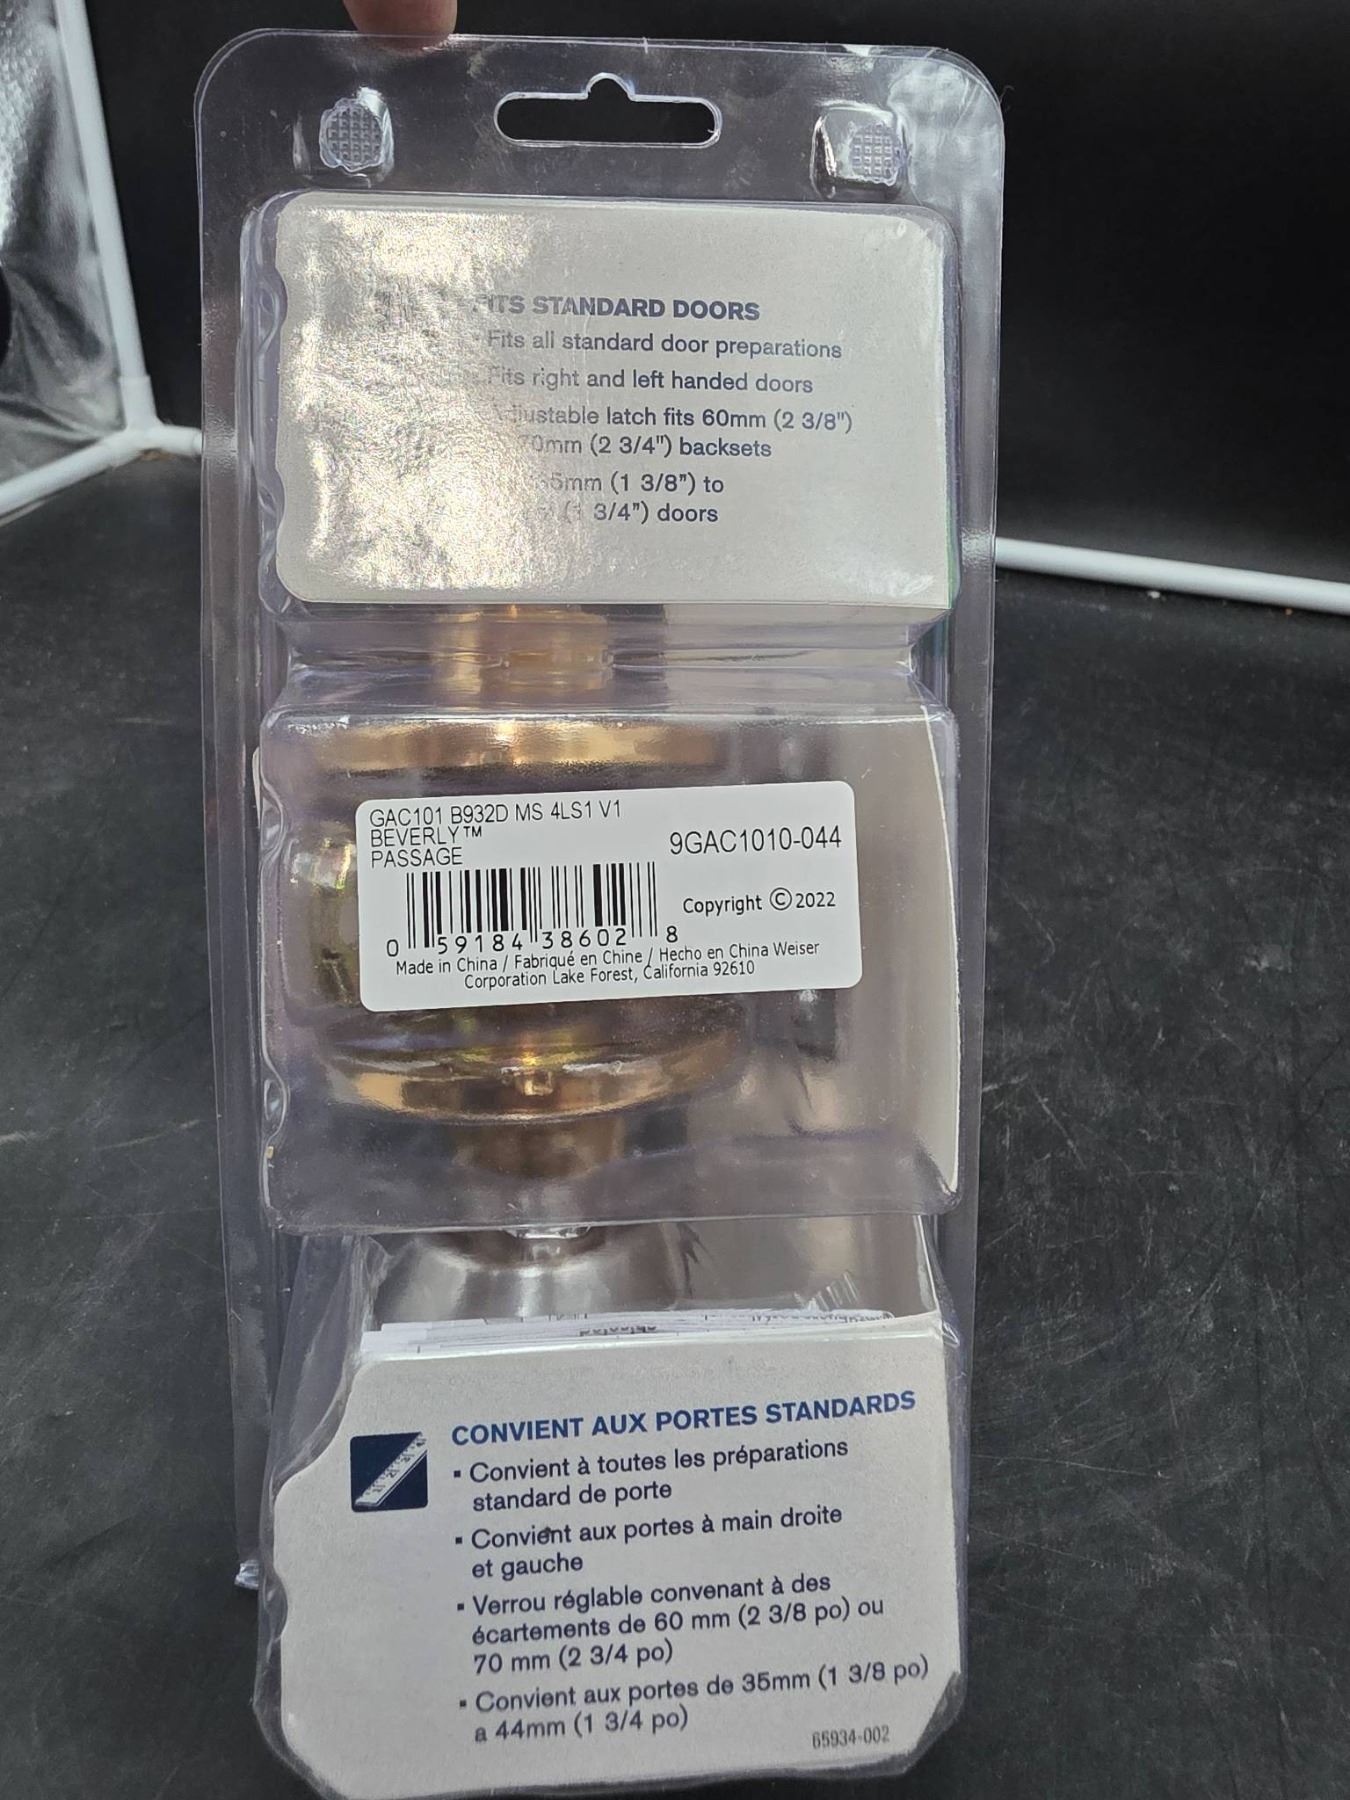 FITS STANDARD DOORS
Fits all standard door preparations
Fits right and left handed doors
Adjustable latch fits 60mm (2 3/8")
70mm (2 3/4") backsets
35mm (1 3/8") to
(1 3/4") doors
GAC101 B932D MS 4LS1 V1
BEVERLY™
PASSAGE
9GAC1010-044
Copyright ©2022
0 59184 38602 8
Made in China / Fabriqué en Chine / Hecho en China Weiser
Corporation Lake Forest, California 92610
CONVIENT AUX PORTES STANDARDS
▪ Convient à toutes les préparations
standard de porte
▪ Convient aux portes à main droite
et gauche
▪ Verrou réglable convenant à des
écartements de 60 mm (2 3/8 po) ou
70 mm (2 3/4 po)
▪ Convient aux portes de 35mm (1 3/8 po)
a 44mm (1 3/4 po)
65934-002